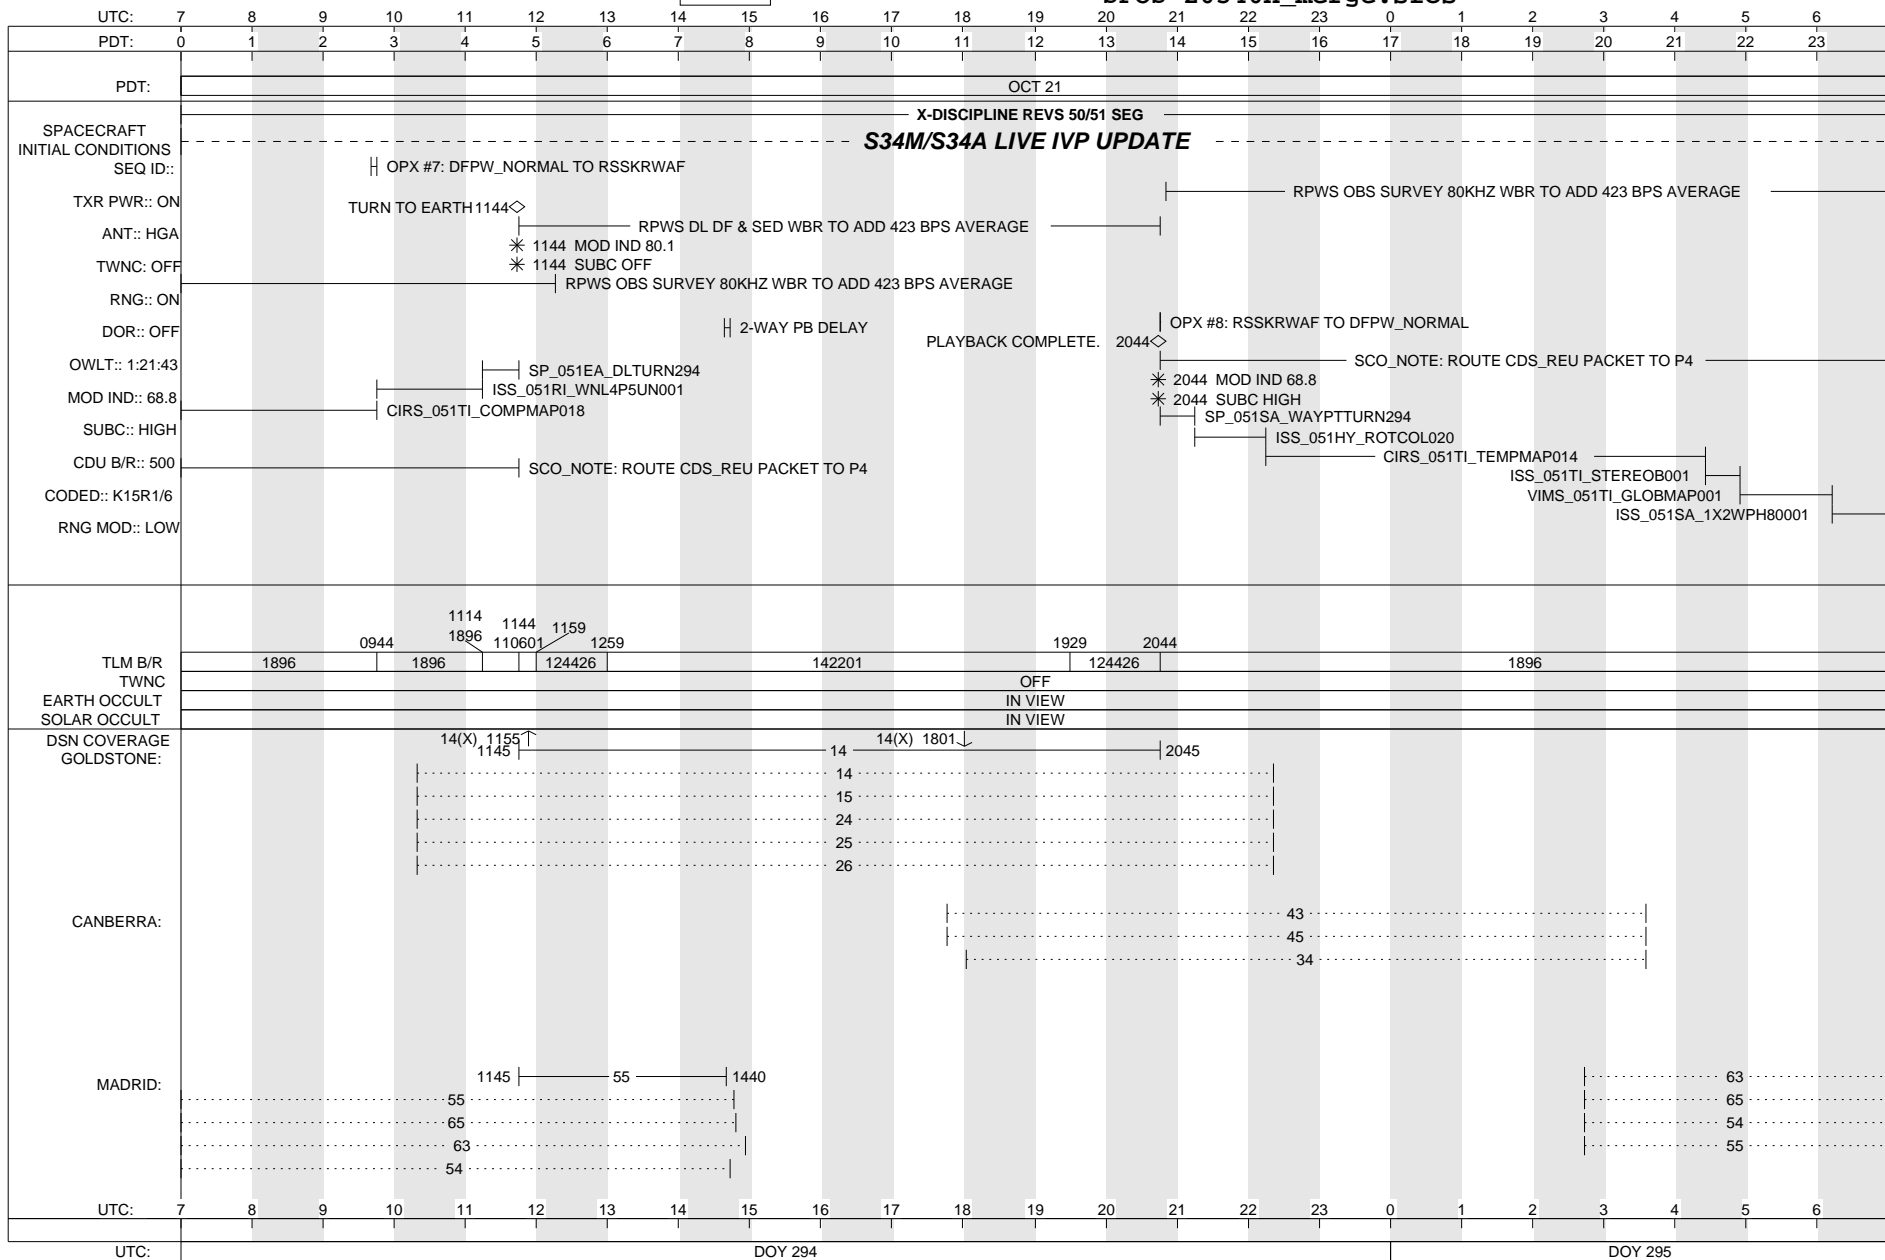 UTC: 7 8 9 10 11 12 13 14 15 16 17 18 19 20 21 22 23 0 1 2 3 4 5 6
PDT: 0 1 2 3 4 5 6 7 8 9 10 11 12 13 14 15 16 17 18 19 20 21 22 23
PDT: OCT 21
X-DISCIPLINE REVS 50/51 SEG
SPACECRAFT
INITIAL CONDITIONS
S34M/S34A LIVE IVP UPDATE
SEQ ID::
OPX #7: DFPW_NORMAL TO RSSKRWAF
RPWS OBS SURVEY 80KHZ WBR TO ADD 423 BPS AVERAGE
TXR PWR:: ON
TURN TO EARTH 1144
RPWS DL DF & SED WBR TO ADD 423 BPS AVERAGE
ANT:: HGA
1144 MOD IND 80.1
1144 SUBC OFF
TWNC: OFF
RPWS OBS SURVEY 80KHZ WBR TO ADD 423 BPS AVERAGE
RNG:: ON
2-WAY PB DELAY
OPX #8: RSSKRWAF TO DFPW_NORMAL
DOR:: OFF
PLAYBACK COMPLETE. 2044
SCO_NOTE: ROUTE CDS_REU PACKET TO P4
OWLT:: 1:21:43
SP_051EA_DLTURN294
2044 MOD IND 68.8
ISS_051RI_WNL4P5UN001
MOD IND:: 68.8
2044 SUBC HIGH
CIRS_051TI_COMPMAP018
SP_051SA_WAYPTTURN294
SUBC:: HIGH
ISS_051HY_ROTCOL020
CIRS_051TI_TEMPMAP014
CDU B/R:: 500
SCO_NOTE: ROUTE CDS_REU PACKET TO P4
ISS_051TI_STEREOB001
CODED:: K15R1/6
VIMS_051TI_GLOBMAP001
ISS_051SA_1X2WPH80001
RNG MOD:: LOW
1114 1144 1159
0944 1896 110601 1259 1929 2044
TLM B/R 1896 1896 124426 142201 124426 1896
TWNC OFF
EARTH OCCULT IN VIEW
SOLAR OCCULT IN VIEW
DSN COVERAGE
14(X) 1155 14(X) 1801
GOLDSTONE: 1145 14 2045
14
15
24
25
26
CANBERRA: 43
45
34
MADRID: 1145 55 1440 63
55 65
65 54
63 55
54
UTC: 7 8 9 10 11 12 13 14 15 16 17 18 19 20 21 22 23 0 1 2 3 4 5 6
UTC: DOY 294 DOY 295